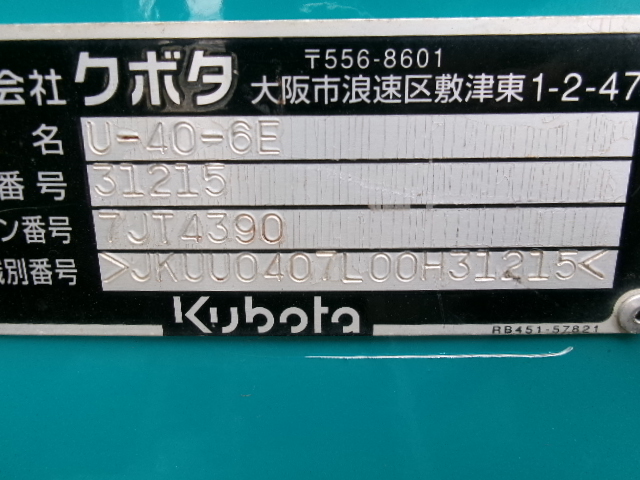 会社 クボタ
〒556-8601
大阪市浪速区敷津東1-2-47
名 U-40-6E
番号 31215
ン番号 7JT4390
別番号 >JKUU0407L00H31215<
Kubota
RB451-57821